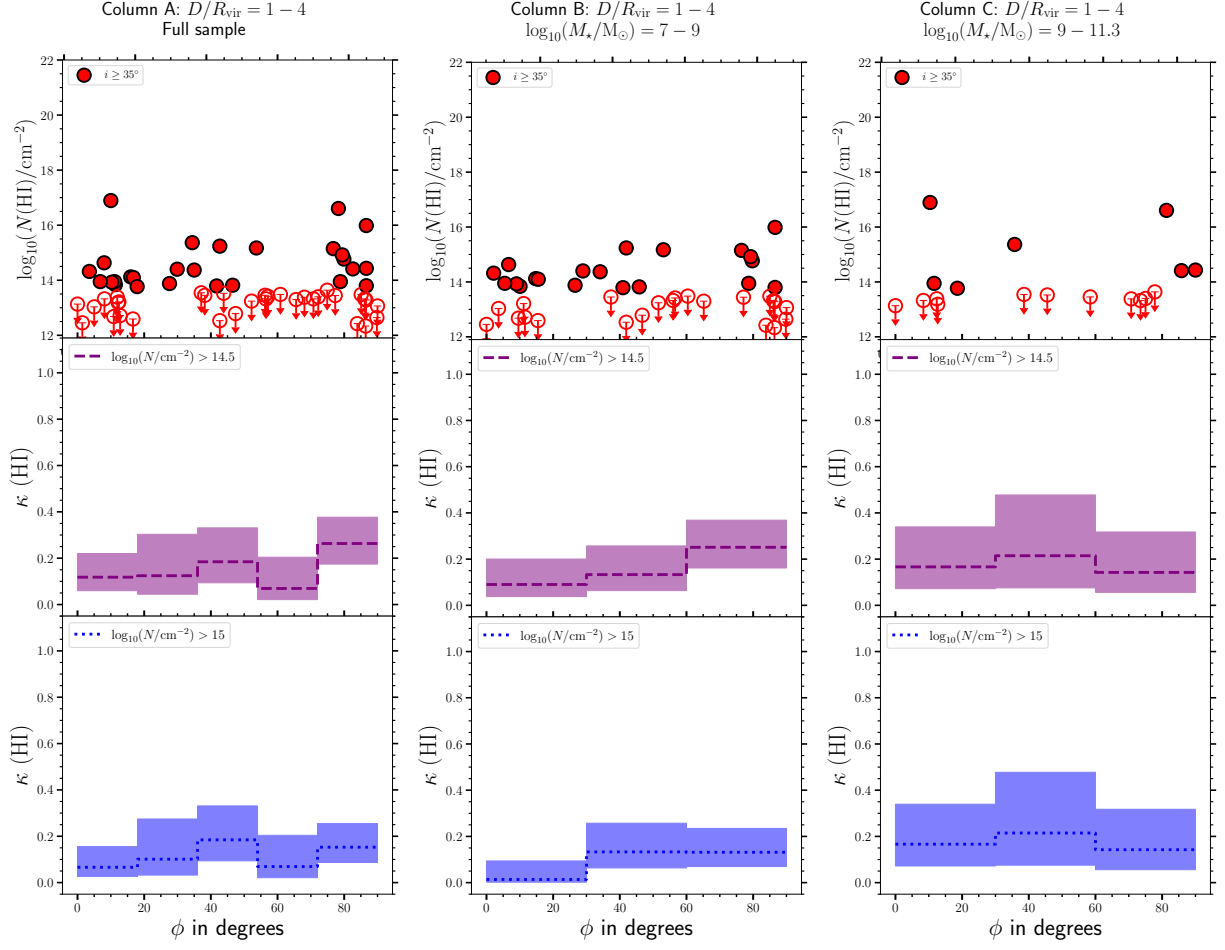 Column A: D/R_vir = 1 − 4
Full sample
Column B: D/R_vir = 1 − 4
log₁₀(M⋆/M⊙) = 7 − 9
Column C: D/R_vir = 1 − 4
log₁₀(M⋆/M⊙) = 9 − 11.3
i ≥ 35°
i ≥ 35°
i ≥ 35°
log₁₀(N(HI)/cm⁻²)
22
20
18
16
14
12
log₁₀(N(HI)/cm⁻²)
22
20
18
16
14
12
log₁₀(N(HI)/cm⁻²)
22
20
18
16
14
12
log₁₀(N/cm⁻²) > 14.5
log₁₀(N/cm⁻²) > 14.5
log₁₀(N/cm⁻²) > 14.5
κ (HI)
1.0
0.8
0.6
0.4
0.2
0.0
κ (HI)
1.0
0.8
0.6
0.4
0.2
0.0
κ (HI)
1.0
0.8
0.6
0.4
0.2
0.0
log₁₀(N/cm⁻²) > 15
log₁₀(N/cm⁻²) > 15
log₁₀(N/cm⁻²) > 15
κ (HI)
1.0
0.8
0.6
0.4
0.2
0.0
κ (HI)
1.0
0.8
0.6
0.4
0.2
0.0
κ (HI)
1.0
0.8
0.6
0.4
0.2
0.0
0 20 40 60 80
0 20 40 60 80
0 20 40 60 80
ϕ in degrees
ϕ in degrees
ϕ in degrees